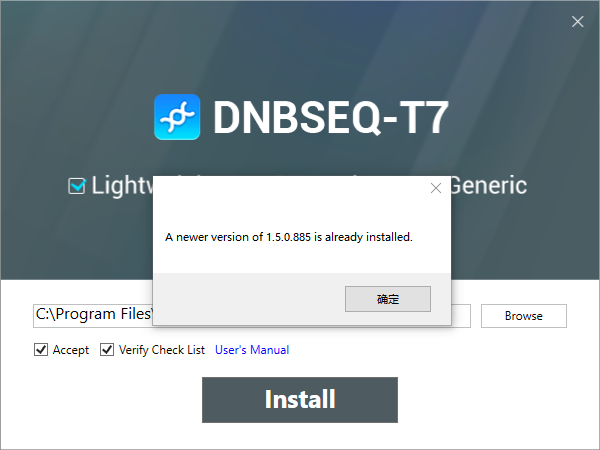 DNBSEQ-T7
Generic
A newer version of 1.5.0.885 is already installed.
确定
C:\Program Files\
Browse
Accept
Verify Check List
User's Manual
Install